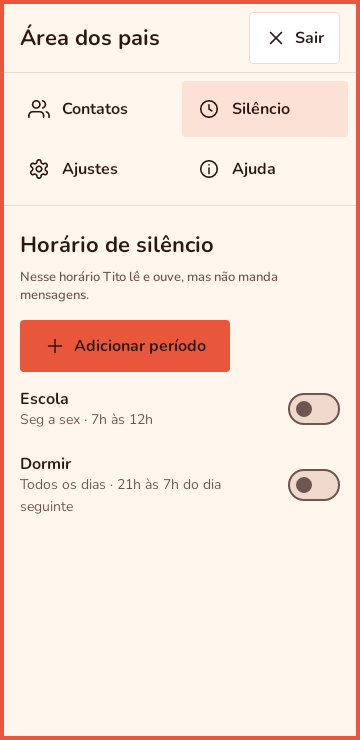 Área dos pais
Sair
Contatos
Silêncio
Ajustes
Ajuda
Horário de silêncio
Nesse horário Tito lê e ouve, mas não manda
mensagens.
Adicionar período
Escola
Seg a sex · 7h às 12h
Dormir
Todos os dias · 21h às 7h do dia
seguinte